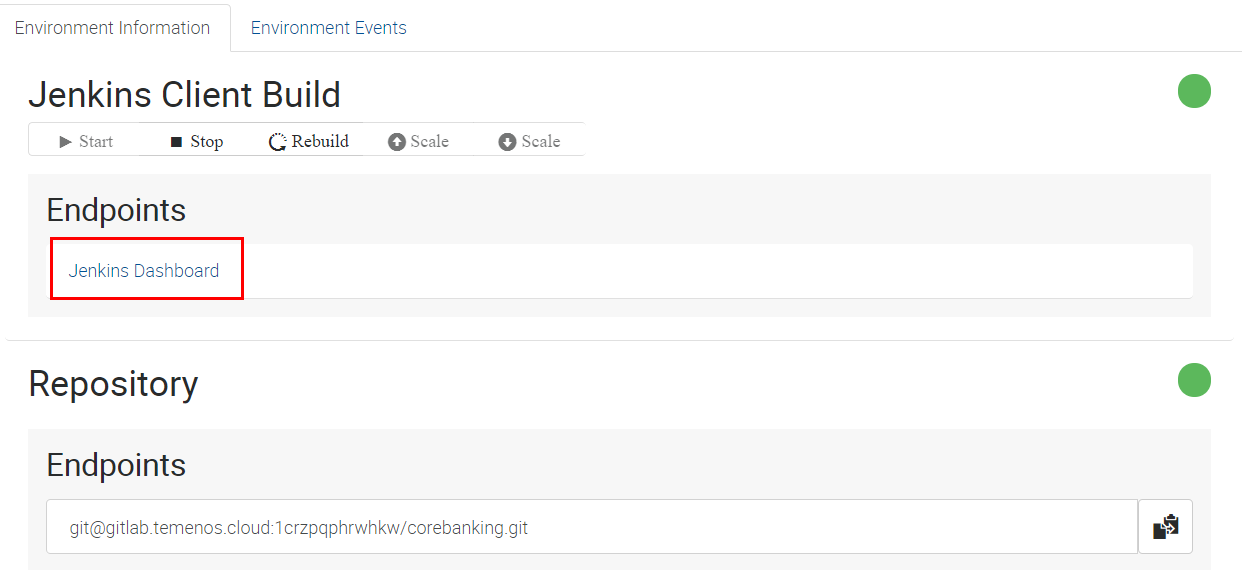 Environment Information
Environment Events
Jenkins Client Build
Start Stop Rebuild Scale Scale
Endpoints
Jenkins Dashboard
Repository
Endpoints
git@gitlab.temenos.cloud:1crzpqphrwhkw/corebanking.git